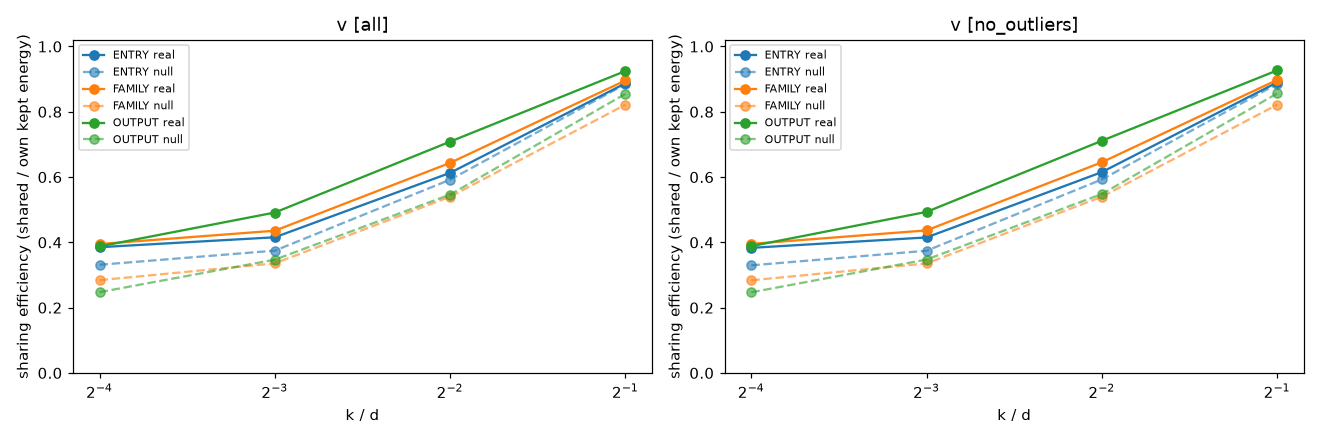 v [all]
sharing efficiency (shared / own kept energy)
1.0
0.8
0.6
0.4
0.2
0.0
ENTRY real
ENTRY null
FAMILY real
FAMILY null
OUTPUT real
OUTPUT null
2⁻⁴
2⁻³
2⁻²
2⁻¹
k / d
v [no_outliers]
sharing efficiency (shared / own kept energy)
1.0
0.8
0.6
0.4
0.2
0.0
ENTRY real
ENTRY null
FAMILY real
FAMILY null
OUTPUT real
OUTPUT null
2⁻⁴
2⁻³
2⁻²
2⁻¹
k / d